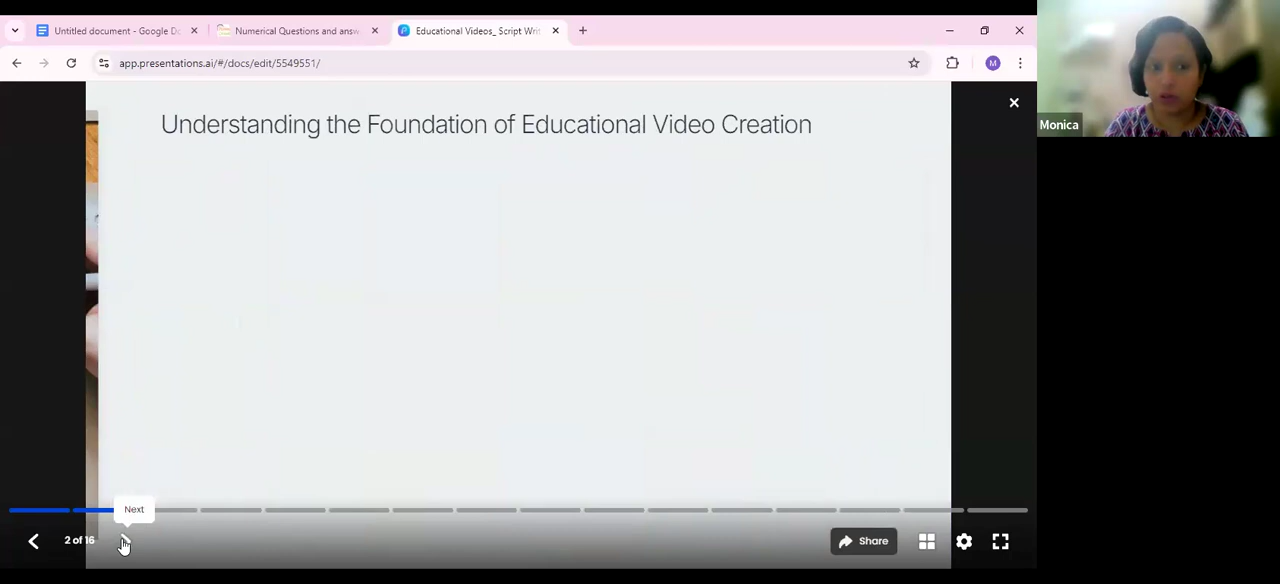 Untitled document - Google Do
Numerical Questions and answ
Educational Videos_ Script Writ
app.presentations.ai/#/docs/edit/5549551/
M
Understanding the Foundation of Educational Video Creation
Monica
Next
2 of 16
Share